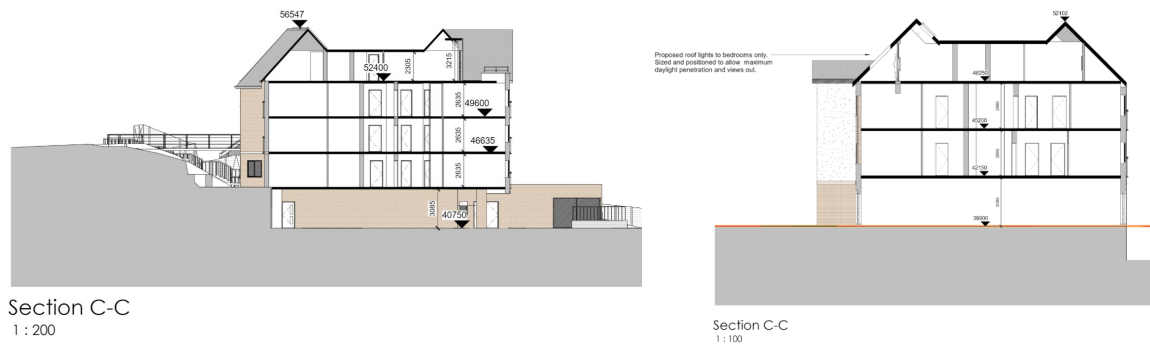 56547
52400
2305
3215
2635
49600
2635
46635
2635
3085
40750
Section C-C
1 : 200
52102
Proposed roof lights to bedrooms only.
Sized and positioned to allow maximum
daylight penetration and views out.
48250
45200
42150
38900
Section C-C
1 : 100